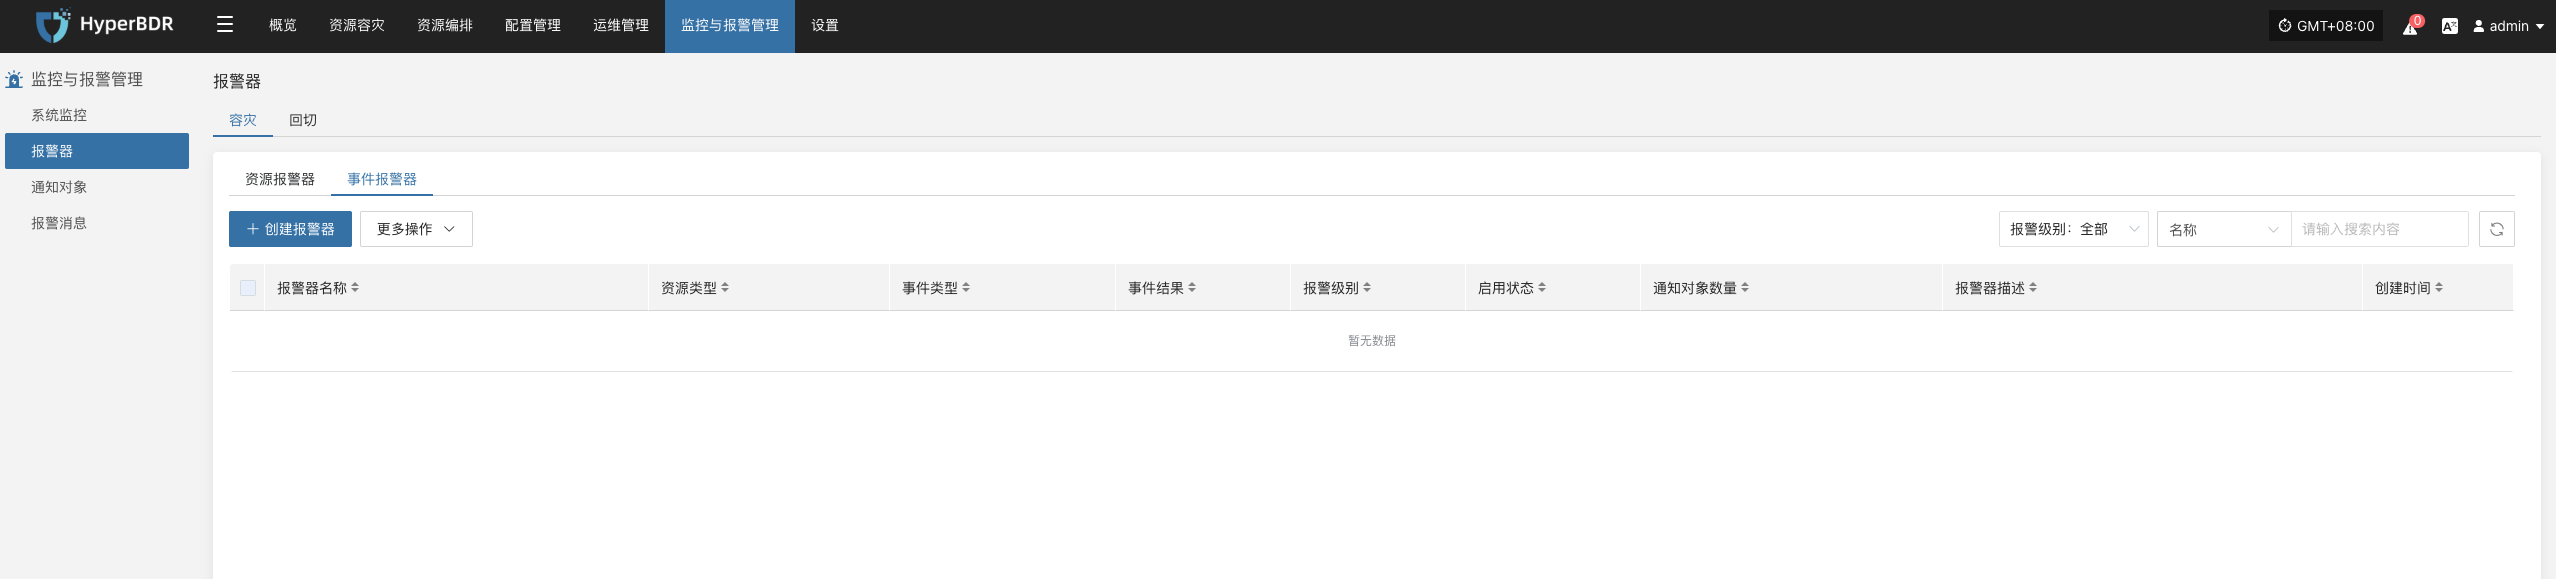 HyperBDR 概览 资源容灾 资源编排 配置管理 运维管理 监控与报警管理 设置 GMT+08:00 0 admin
监控与报警管理
系统监控
报警器
通知对象
报警消息
报警器
容灾 回切
资源报警器 事件报警器
创建报警器 更多操作 报警级别：全部 名称 请输入搜索内容
报警器名称 资源类型 事件类型 事件结果 报警级别 启用状态 通知对象数量 报警器描述 创建时间
暂无数据